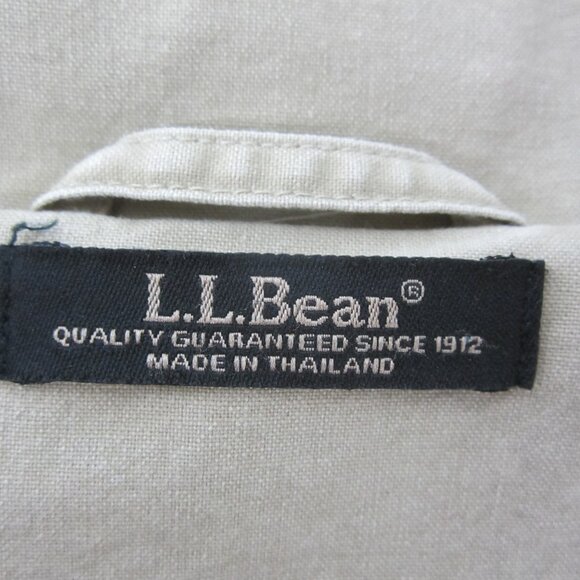 L.L.Bean®
QUALITY GUARANTEED SINCE 1912
MADE IN THAILAND